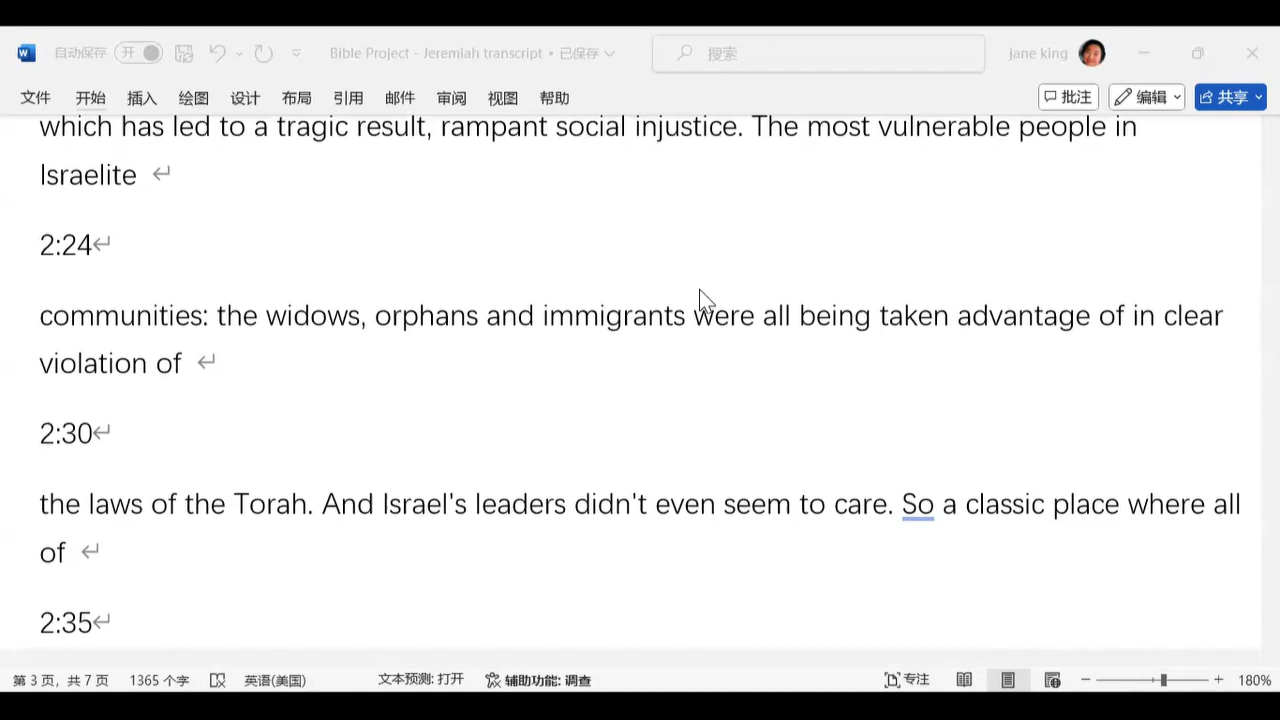 自动保存 开 Bible Project - Jeremiah transcript • 已保存 搜索 jane king
文件 开始 插入 绘图 设计 布局 引用 邮件 审阅 视图 帮助 批注 编辑 共享
which has led to a tragic result, rampant social injustice. The most vulnerable people in
Israelite ↵
2:24↵
communities: the widows, orphans and immigrants were all being taken advantage of in clear
violation of ↵
2:30↵
the laws of the Torah. And Israel's leaders didn't even seem to care. So a classic place where all
of ↵
2:35↵
第 3 页，共 7 页 1365 个字 英语(美国) 文本预测: 打开 辅助功能: 调查 专注 − + 180%